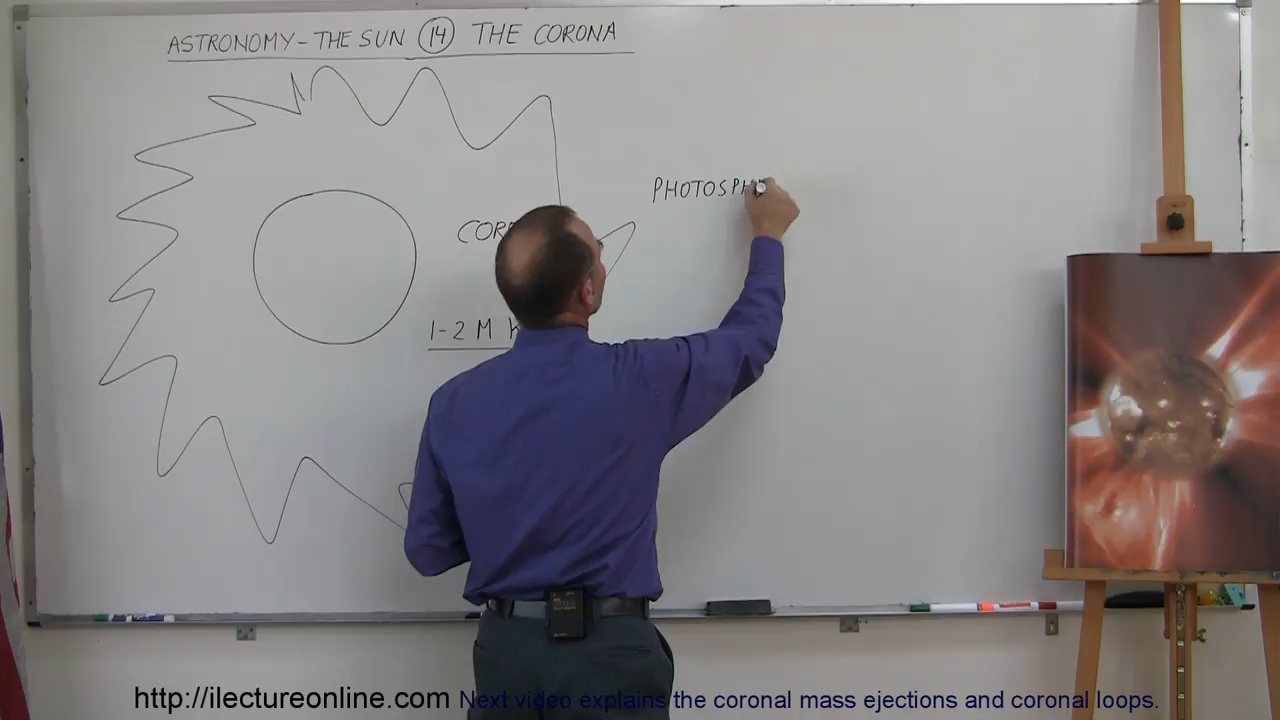 ASTRONOMY - THE SUN 14 THE CORONA
1-2 M
http://ilectureonline.com Next video explains the coronal mass ejections and coronal loops.